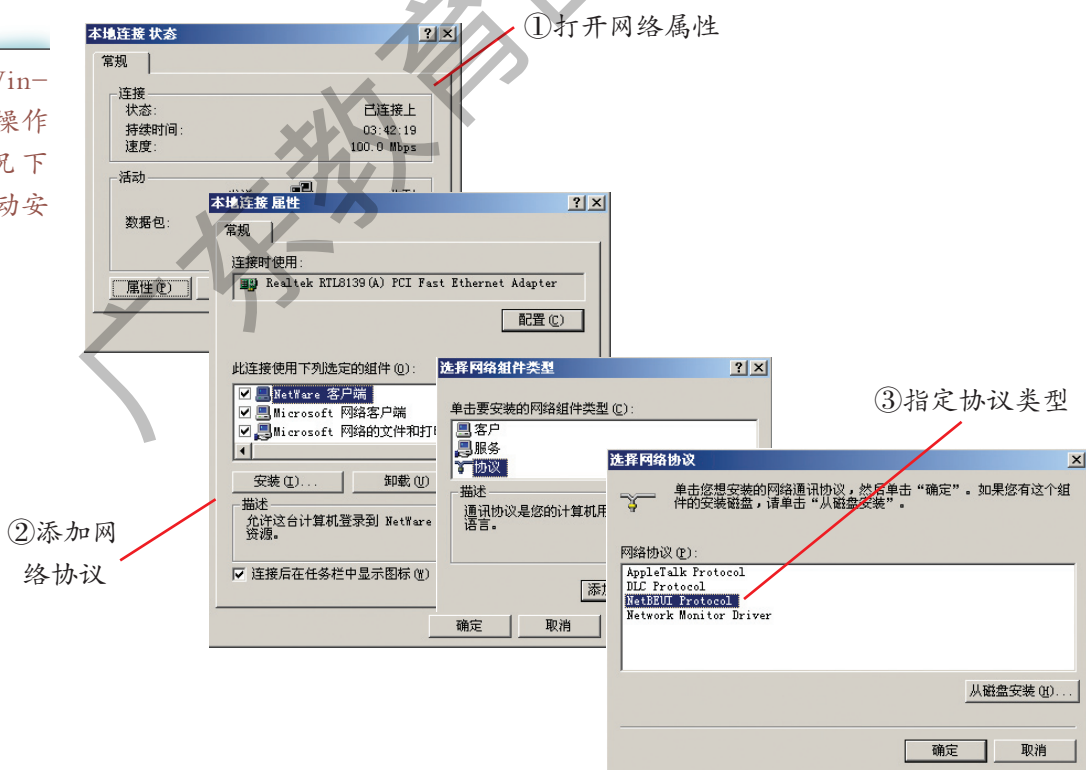 Win-
操作
况下
动安
①打开网络属性
本地连接 状态
常规
连接
状态: 已连接上
持续时间: 03:42:19
速度: 100.0 Mbps
活动
数据包:
属性(P)
本地连接 属性
常规
连接时使用:
Realtek RTL8139(A) PCI Fast Ethernet Adapter
配置(C)
此连接使用下列选定的组件(O):
NetWare 客户端
Microsoft 网络客户端
Microsoft 网络的文件和打印
安装(I)... 卸载(U)
描述
允许这台计算机登录到 NetWare
资源。
连接后在任务栏中显示图标(W)
确定 取消
②添加网
络协议
选择网络组件类型
单击要安装的网络组件类型(C):
客户
服务
协议
描述
通讯协议是您的计算机用
语言。
添加
③指定协议类型
选择网络协议
单击您想安装的网络通讯协议，然后单击“确定”。如果您有这个组
件的安装磁盘，请单击“从磁盘安装”。
网络协议(P):
AppleTalk Protocol
DLC Protocol
NetBEUI Protocol
Network Monitor Driver
从磁盘安装(H)...
确定 取消
广东教育